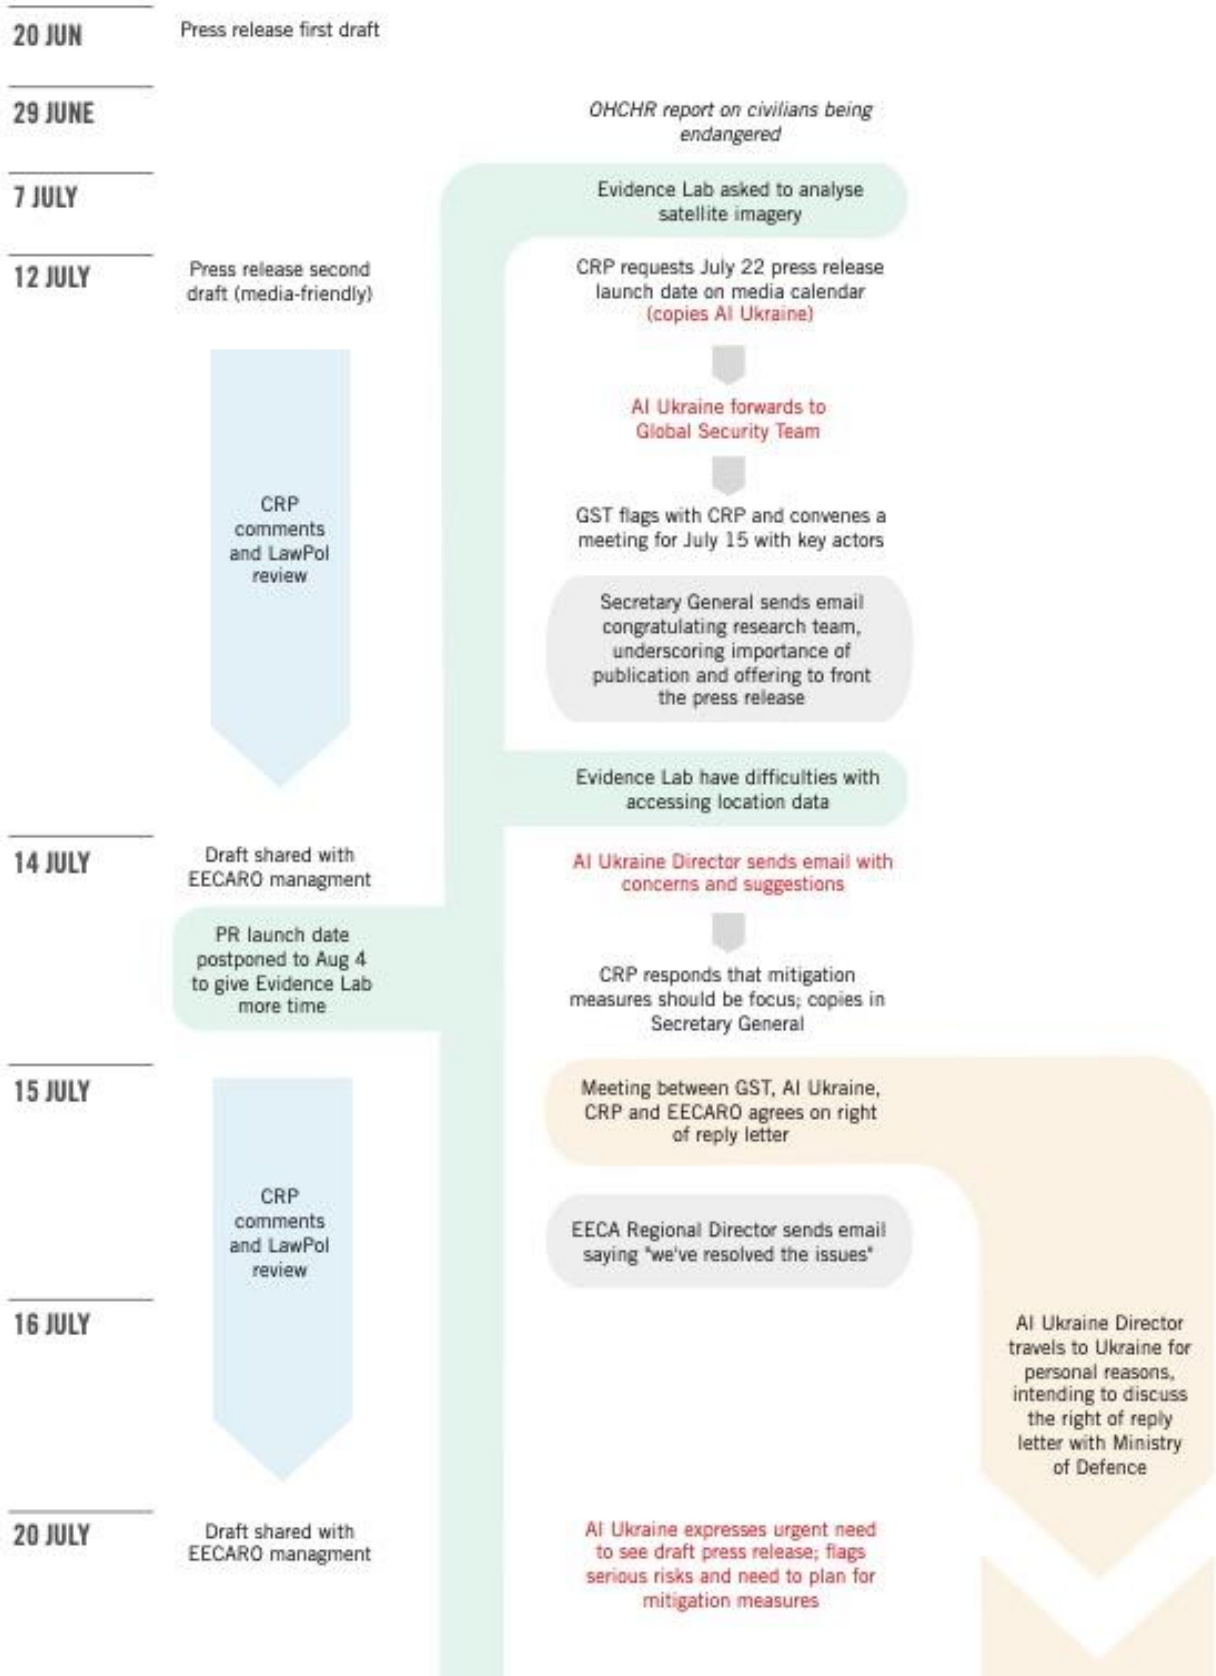 20 JUN
Press release first draft
29 JUNE
OHCHR report on civilians being
endangered
7 JULY
Evidence Lab asked to analyse
satellite imagery
12 JULY
Press release second
draft (media-friendly)
CRP requests July 22 press release
launch date on media calendar
(copies AI Ukraine)
AI Ukraine forwards to
Global Security Team
CRP
comments
and LawPol
review
GST flags with CRP and convenes a
meeting for July 15 with key actors
Secretary General sends email
congratulating research team,
underscoring importance of
publication and offering to front
the press release
Evidence Lab have difficulties with
accessing location data
14 JULY
Draft shared with
EECARO managment
AI Ukraine Director sends email with
concerns and suggestions
PR launch date
postponed to Aug 4
to give Evidence Lab
more time
CRP responds that mitigation
measures should be focus; copies in
Secretary General
15 JULY
Meeting between GST, AI Ukraine,
CRP and EECARO agrees on right
of reply letter
CRP
comments
and LawPol
review
EECA Regional Director sends email
saying "we've resolved the issues"
16 JULY
AI Ukraine Director
travels to Ukraine for
personal reasons,
intending to discuss
the right of reply
letter with Ministry
of Defence
20 JULY
Draft shared with
EECARO managment
AI Ukraine expresses urgent need
to see draft press release; flags
serious risks and need to plan for
mitigation measures